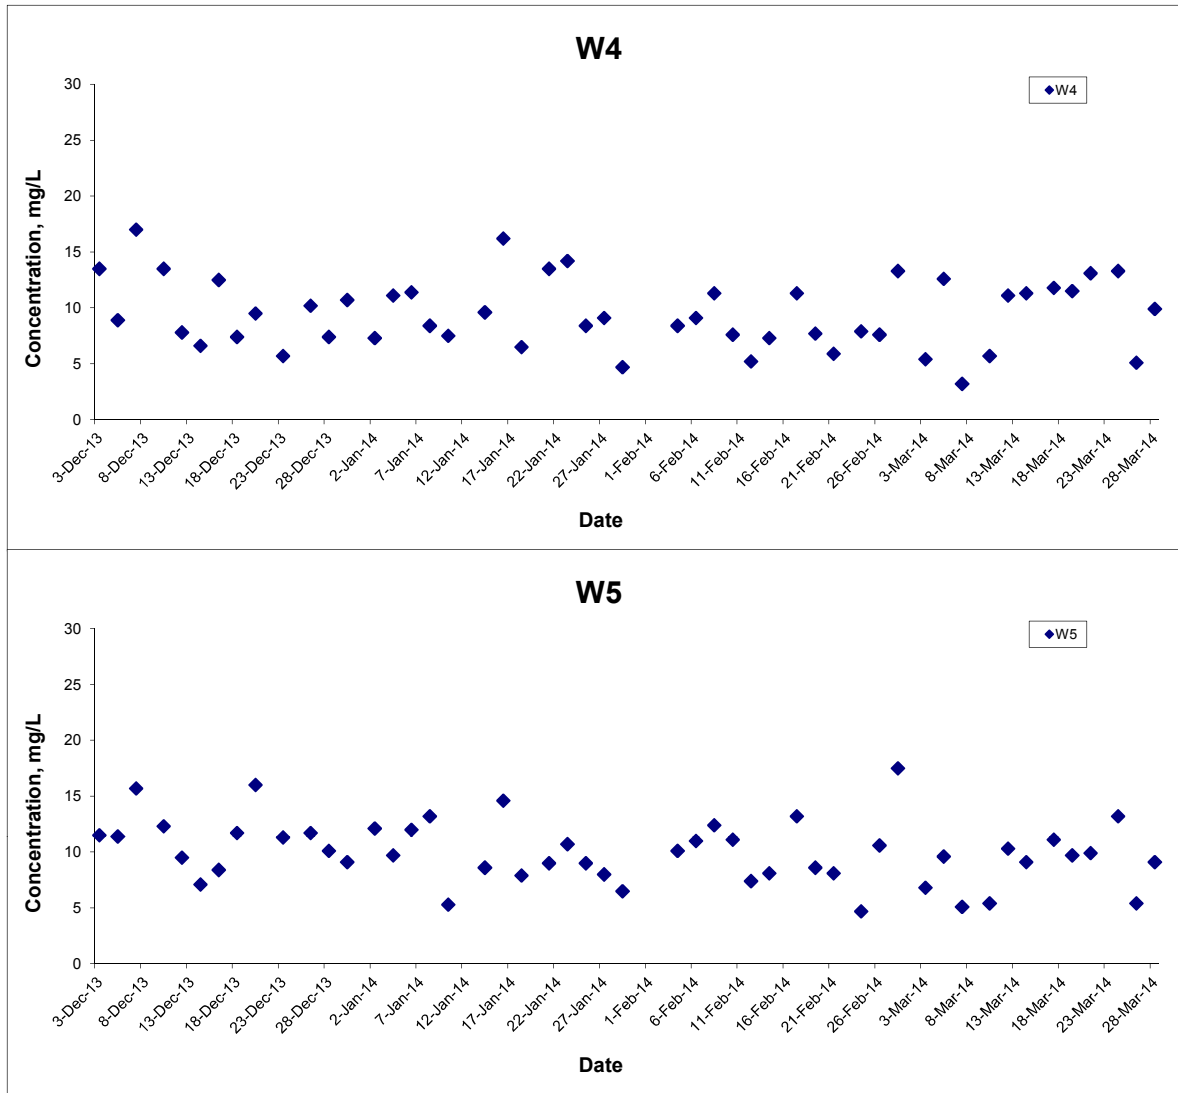 W4
W4
Concentration, mg/L
30
25
20
15
10
5
0
3-Dec-13
8-Dec-13
13-Dec-13
18-Dec-13
23-Dec-13
28-Dec-13
2-Jan-14
7-Jan-14
12-Jan-14
17-Jan-14
22-Jan-14
27-Jan-14
1-Feb-14
6-Feb-14
11-Feb-14
16-Feb-14
21-Feb-14
26-Feb-14
3-Mar-14
8-Mar-14
13-Mar-14
18-Mar-14
23-Mar-14
28-Mar-14
Date
W5
W5
Concentration, mg/L
30
25
20
15
10
5
0
3-Dec-13
8-Dec-13
13-Dec-13
18-Dec-13
23-Dec-13
28-Dec-13
2-Jan-14
7-Jan-14
12-Jan-14
17-Jan-14
22-Jan-14
27-Jan-14
1-Feb-14
6-Feb-14
11-Feb-14
16-Feb-14
21-Feb-14
26-Feb-14
3-Mar-14
8-Mar-14
13-Mar-14
18-Mar-14
23-Mar-14
28-Mar-14
Date